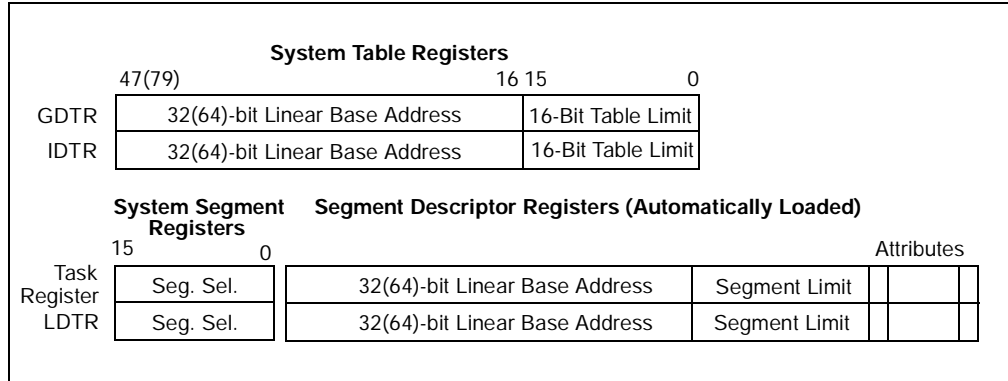 System Table Registers
47(79) 16 15 0
GDTR 32(64)-bit Linear Base Address 16-Bit Table Limit
IDTR 32(64)-bit Linear Base Address 16-Bit Table Limit
System Segment Registers
Segment Descriptor Registers (Automatically Loaded)
15 0 Attributes
Task Register Seg. Sel. 32(64)-bit Linear Base Address Segment Limit
LDTR Seg. Sel. 32(64)-bit Linear Base Address Segment Limit